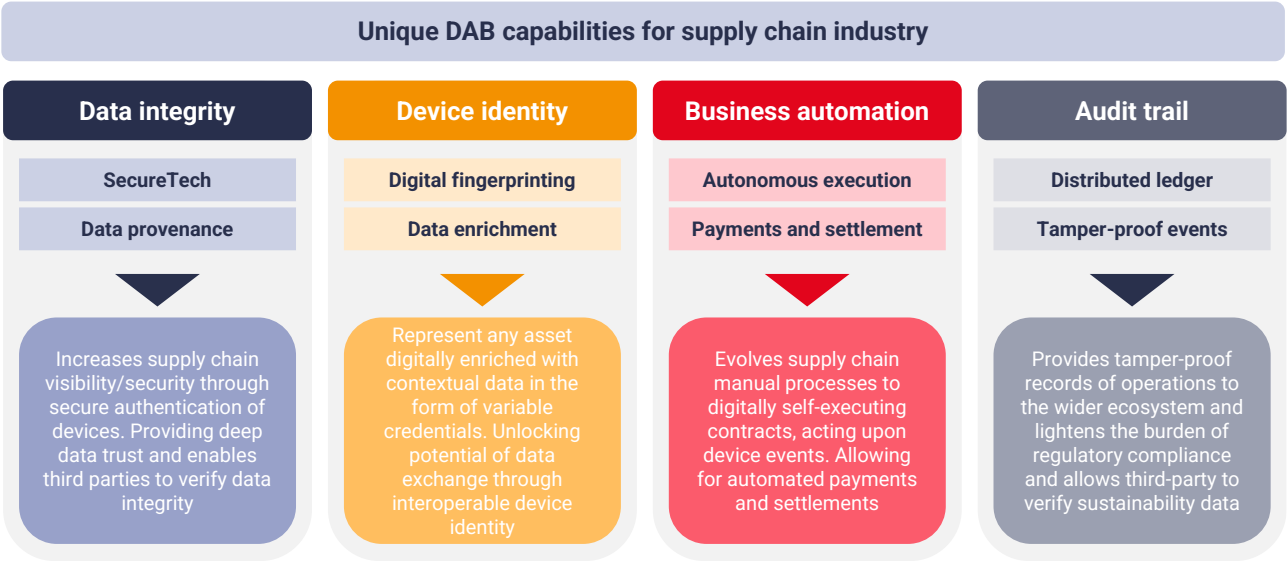 Unique DAB capabilities for supply chain industry
Data integrity
SecureTech
Data provenance
Increases supply chain
visibility/security through
secure authentication of
devices. Providing deep
data trust and enables
third parties to verify data
integrity
Device identity
Digital fingerprinting
Data enrichment
Represent any asset
digitally enriched with
contextual data in the
form of variable
credentials. Unlocking
potential of data
exchange through
interoperable device
identity
Business automation
Autonomous execution
Payments and settlement
Evolves supply chain
manual processes to
digitally self-executing
contracts, acting upon
device events. Allowing
for automated payments
and settlements
Audit trail
Distributed ledger
Tamper-proof events
Provides tamper-proof
records of operations to
the wider ecosystem and
lightens the burden of
regulatory compliance
and allows third-party to
verify sustainability data